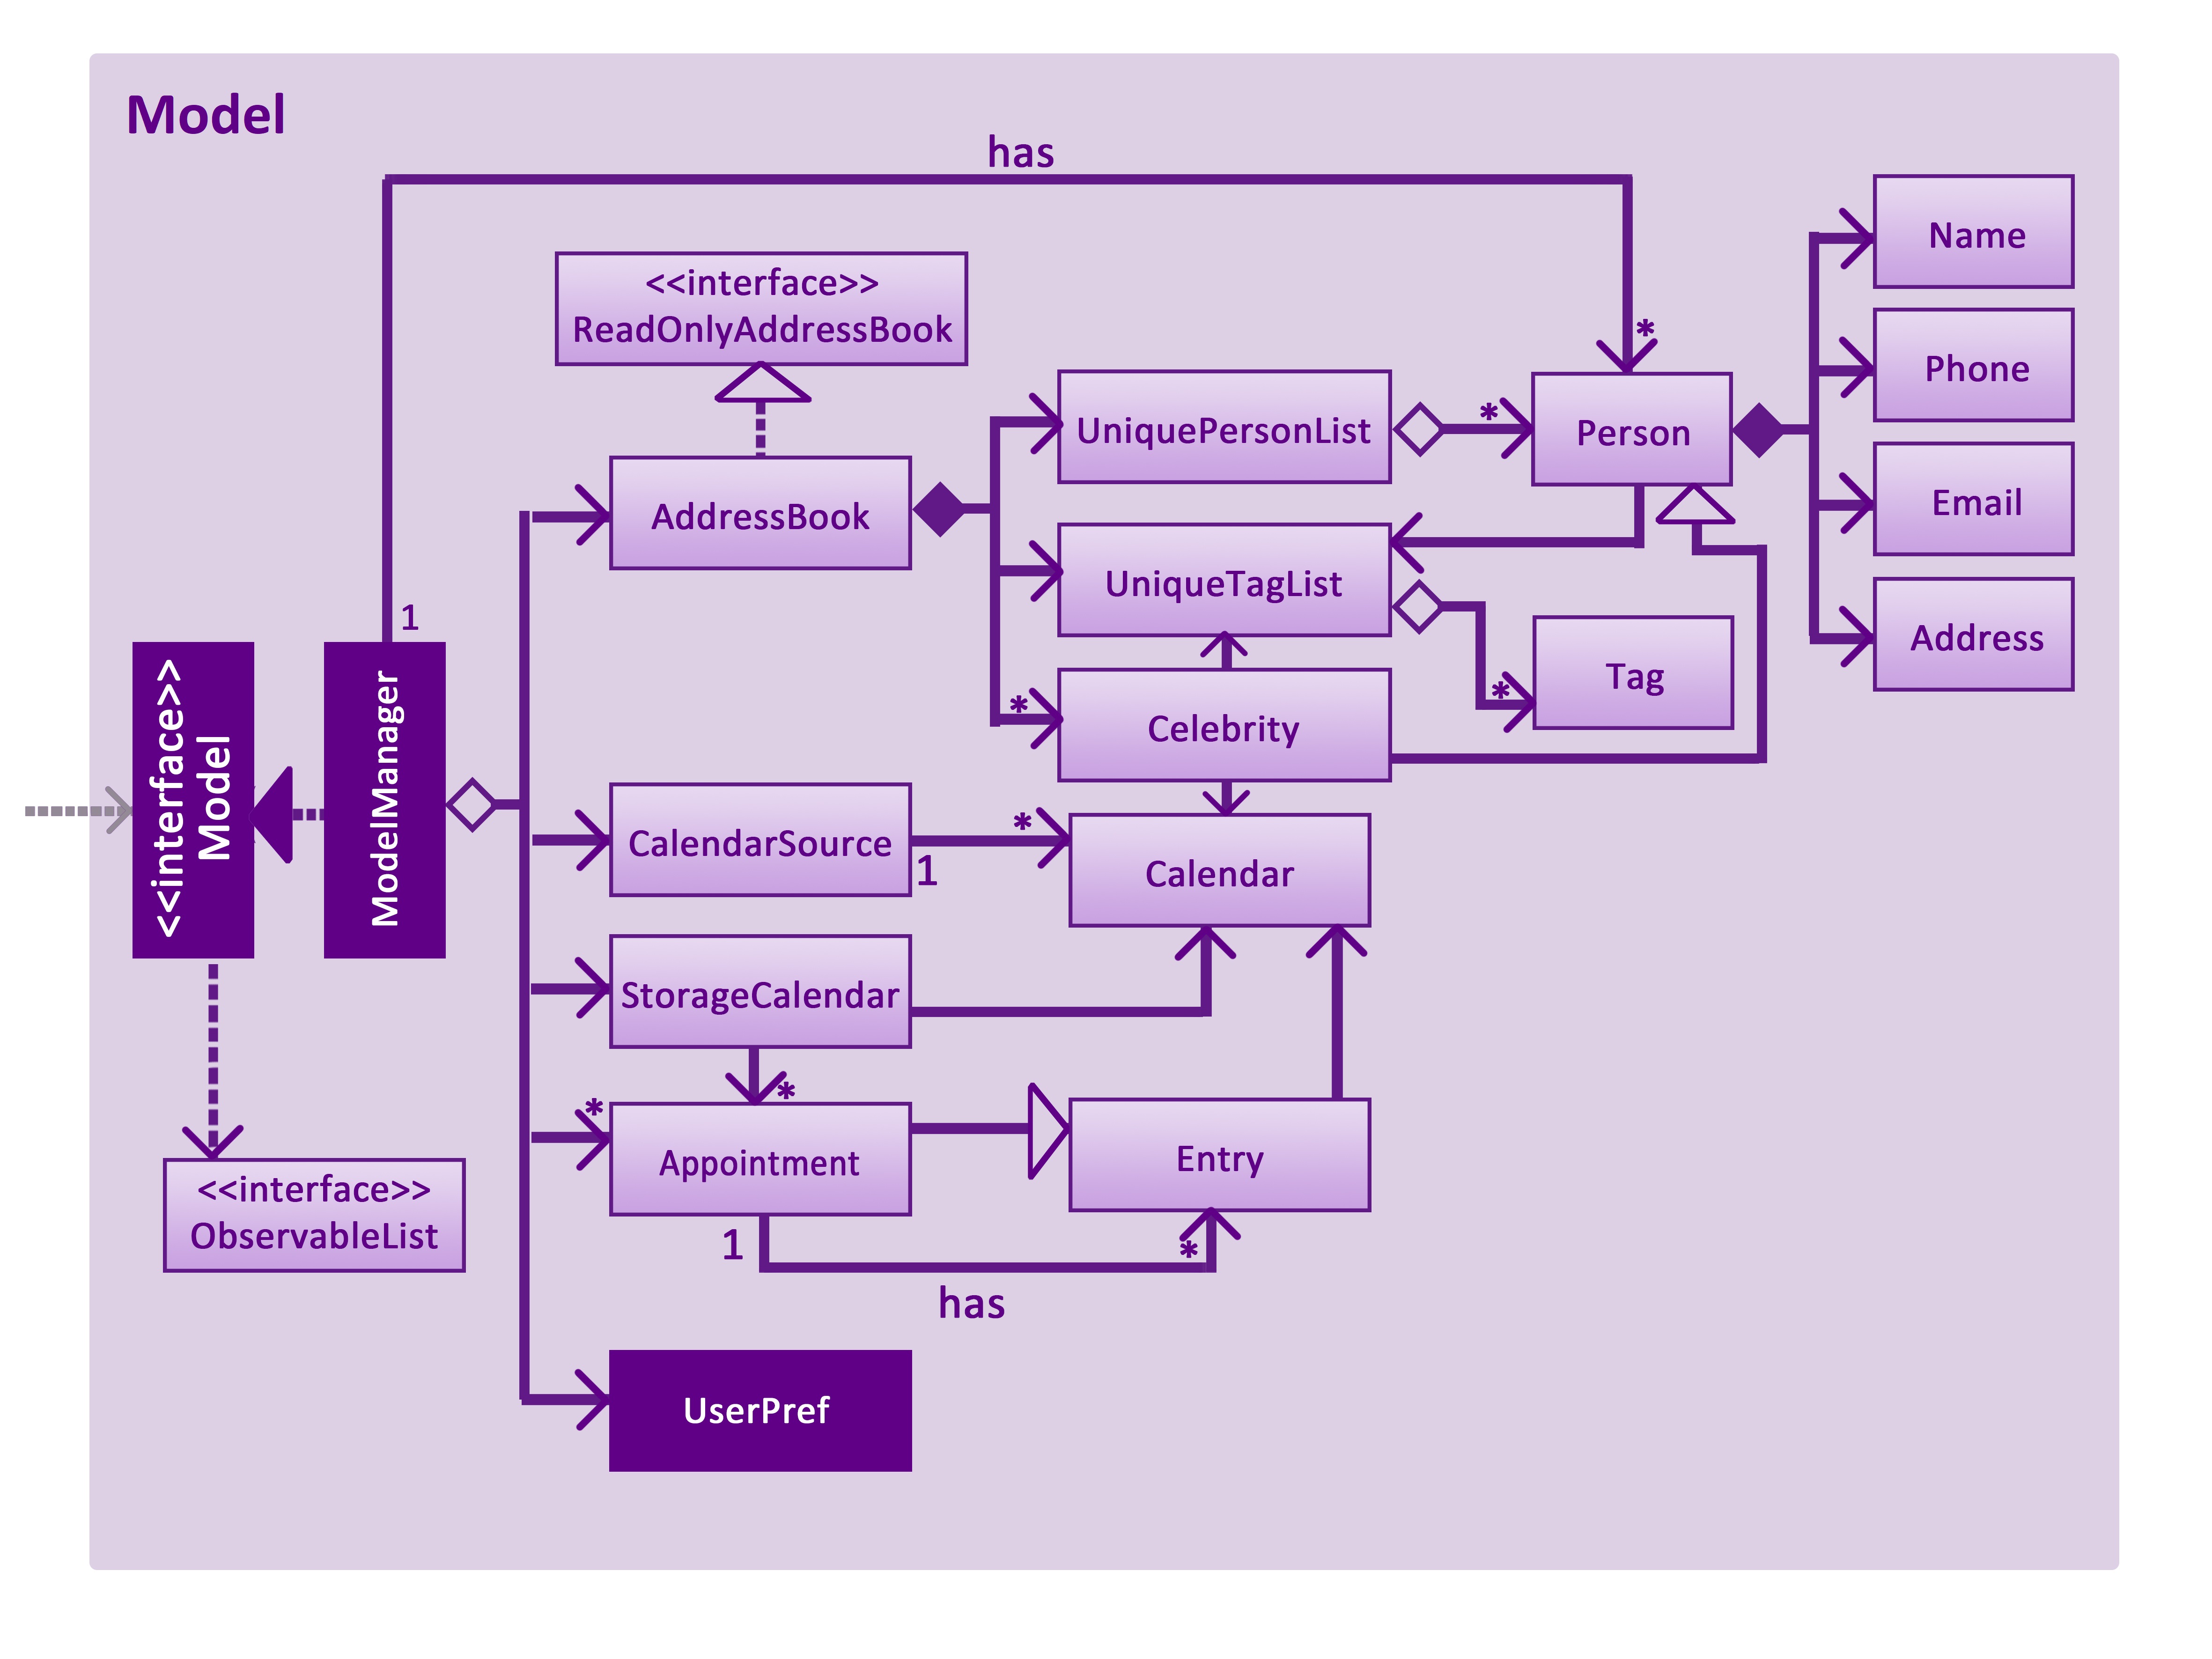 Model
has
<<interface>>
ReadOnlyAddressBook
Name
Phone
Email
Address
*
UniquePersonList
*
Person
AddressBook
UniqueTagList
1
Tag
*
<<interface>>
Model
ModelManager
*
Celebrity
CalendarSource
1
*
Calendar
StorageCalendar
*
*
Appointment
Entry
<<interface>>
ObservableList
1
*
has
UserPref